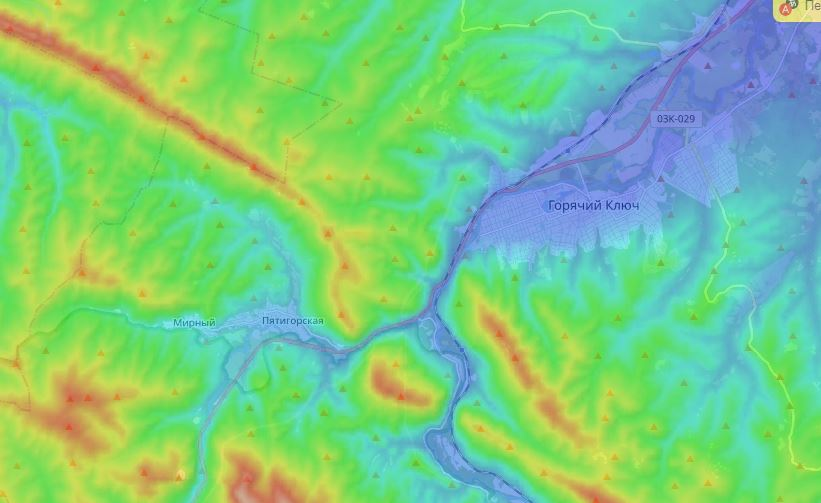 Пе
03К-029
Горячий Ключ
Мирный
Пятигорская